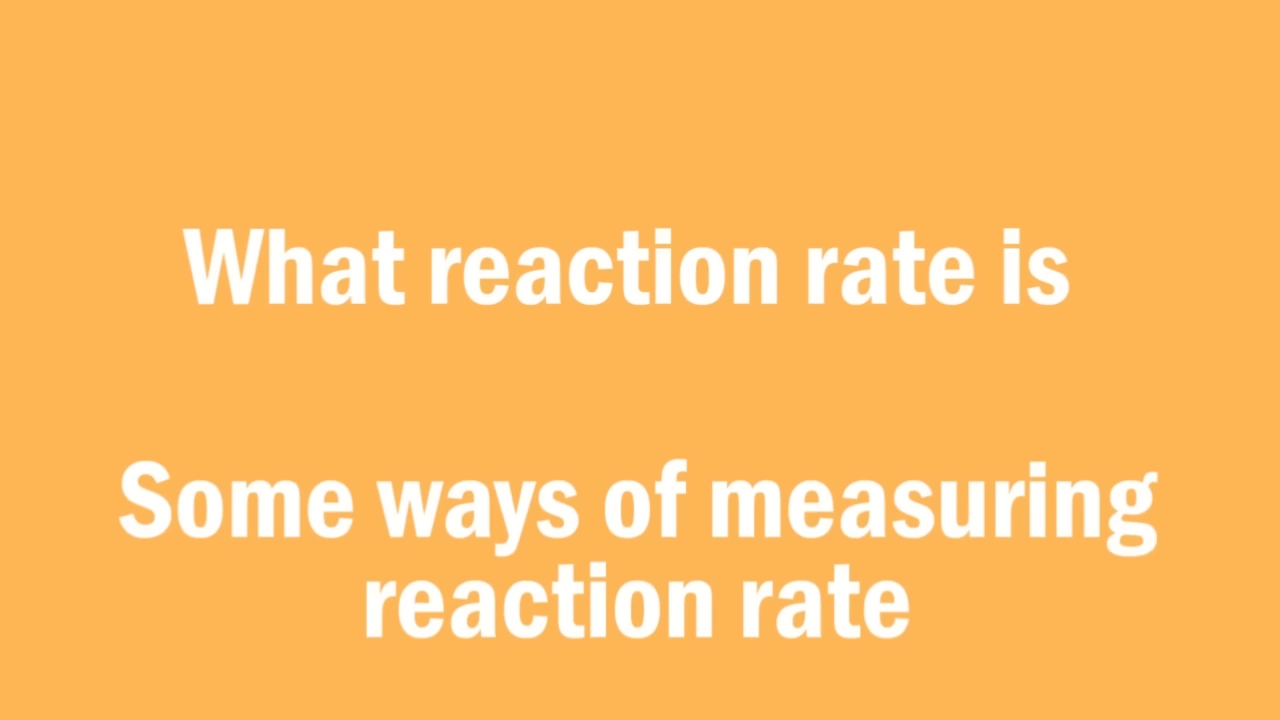 What reaction rate is
Some ways of measuring
reaction rate